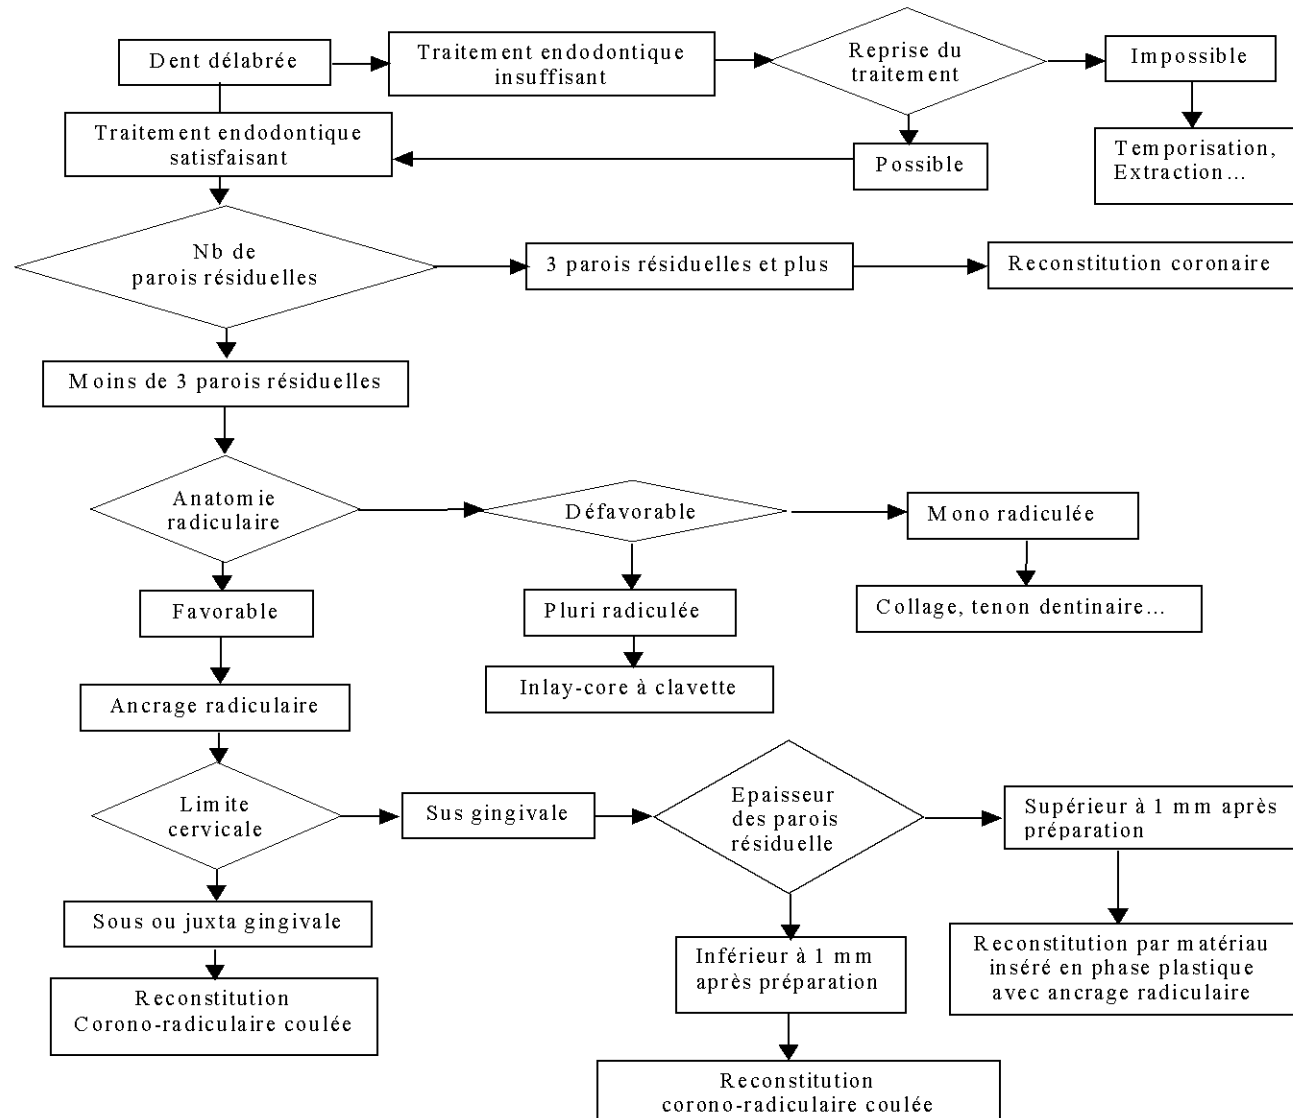 Dent délabrée
Traitement endodontique
insuffisant
Reprise du
traitement
Impossible
Traitement endodontique
satisfaisant
Possible
Temporisation,
Extraction...
Nb de
parois résiduelles
3 parois résiduelles et plus
Reconstitution coronaire
Moins de 3 parois résiduelles
Anatomie
radiculaire
Défavorable
Mono radiculée
Favorable
Pluri radiculée
Collage, tenon dentinaire...
Ancrage radiculaire
Inlay-core à clavette
Limite
cervicale
Sus gingivale
Epaisseur
des parois
résiduelle
Supérieur à 1 mm après
préparation
Sous ou juxta gingivale
Inférieur à 1 mm
après préparation
Reconstitution par matériau
inséré en phase plastique
avec ancrage radiculaire
Reconstitution
Corono-radiculaire coulée
Reconstitution
corono-radiculaire coulée